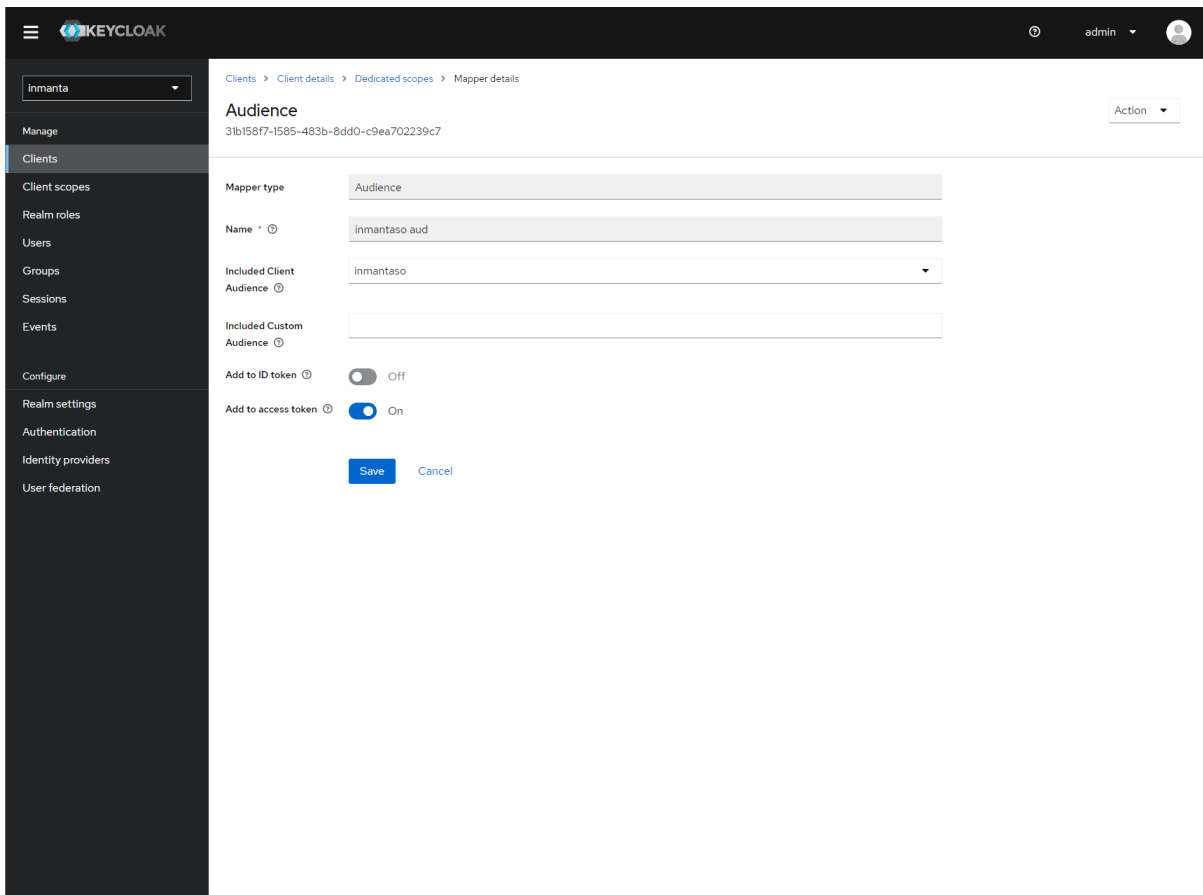 KEYCLOAK
admin
inmanta
Manage
Clients
Client scopes
Realm roles
Users
Groups
Sessions
Events
Configure
Realm settings
Authentication
Identity providers
User federation
Clients > Client details > Dedicated scopes > Mapper details
Audience
31b158f7-1585-483b-8dd0-c9ea702239c7
Action
Mapper type
Audience
Name *
inmantaso aud
Included Client
Audience
inmantaso
Included Custom
Audience
Add to ID token
Off
Add to access token
On
Save
Cancel